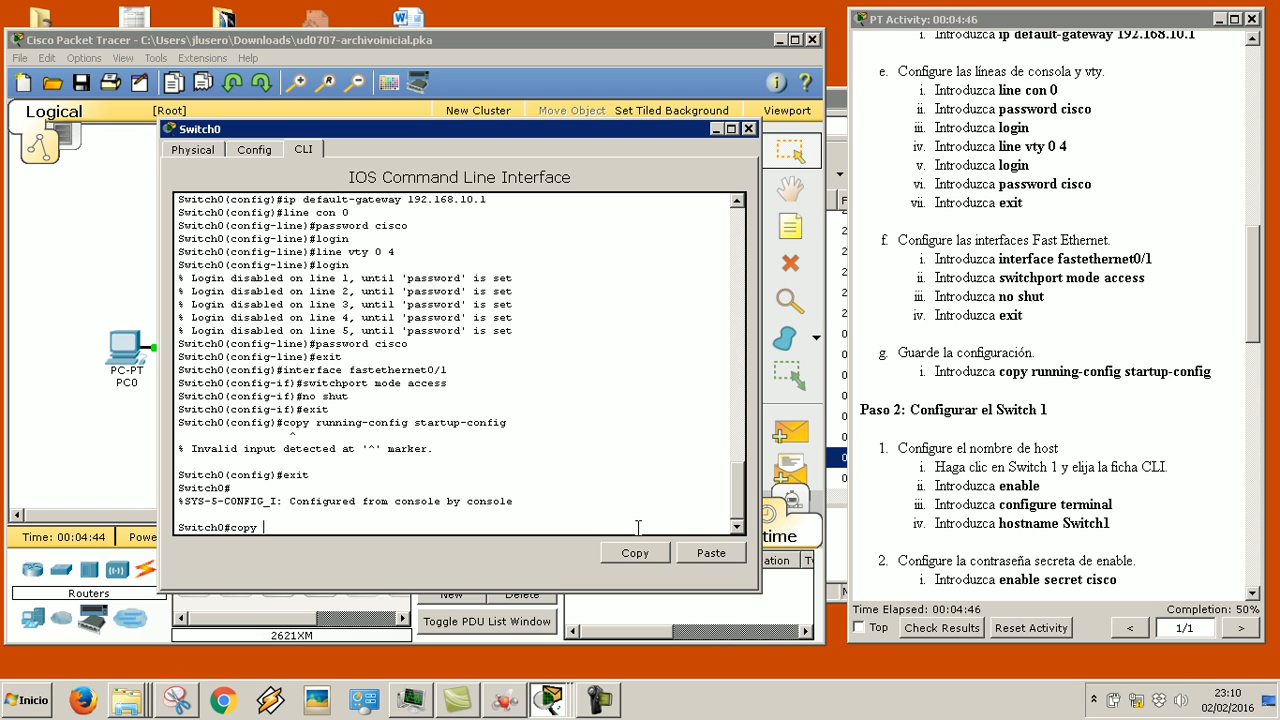 Cisco Packet Tracer - C:\Users\jlusero\Downloads\ud0707-archivoinicial.pka
File Edit Options View Tools Extensions Help
Logical
[Root]
New Cluster
Move Object
Set Tiled Background
Viewport
PC-PT
PC0
Switch0
Physical
Config
CLI
IOS Command Line Interface
Switch0(config)#ip default-gateway 192.168.10.1
Switch0(config)#line con 0
Switch0(config-line)#password cisco
Switch0(config-line)#login
Switch0(config-line)#line vty 0 4
Switch0(config-line)#login
% Login disabled on line 1, until 'password' is set
% Login disabled on line 2, until 'password' is set
% Login disabled on line 3, until 'password' is set
% Login disabled on line 4, until 'password' is set
% Login disabled on line 5, until 'password' is set
Switch0(config-line)#password cisco
Switch0(config-line)#exit
Switch0(config)#interface fastethernet0/1
Switch0(config-if)#switchport mode access
Switch0(config-if)#no shut
Switch0(config-if)#exit
Switch0(config)#copy running-config startup-config
^
% Invalid input detected at '^' marker.
Switch0(config)#exit
Switch0#
%SYS-5-CONFIG_I: Configured from console by console
Switch0#copy
Copy
Paste
time
Time: 00:04:44
Powe
Routers
New
Delete
Toggle PDU List Window
2621XM
ation
PT Activity: 00:04:46
i. Introduzca ip default-gateway 192.168.10.1
e. Configure las líneas de consola y vty.
i. Introduzca line con 0
ii. Introduzca password cisco
iii. Introduzca login
iv. Introduzca line vty 0 4
v. Introduzca login
vi. Introduzca password cisco
vii. Introduzca exit
f. Configure las interfaces Fast Ethernet.
i. Introduzca interface fastethernet0/1
ii. Introduzca switchport mode access
iii. Introduzca no shut
iv. Introduzca exit
g. Guarde la configuración.
i. Introduzca copy running-config startup-config
Paso 2: Configurar el Switch 1
1. Configure el nombre de host
i. Haga clic en Switch 1 y elija la ficha CLI.
ii. Introduzca enable
iii. Introduzca configure terminal
iv. Introduzca hostname Switch1
2. Configure la contraseña secreta de enable.
i. Introduzca enable secret cisco
Time Elapsed: 00:04:46
Completion: 50%
Top
Check Results
Reset Activity
<
1/1
>
Inicio
23:10
02/02/2016